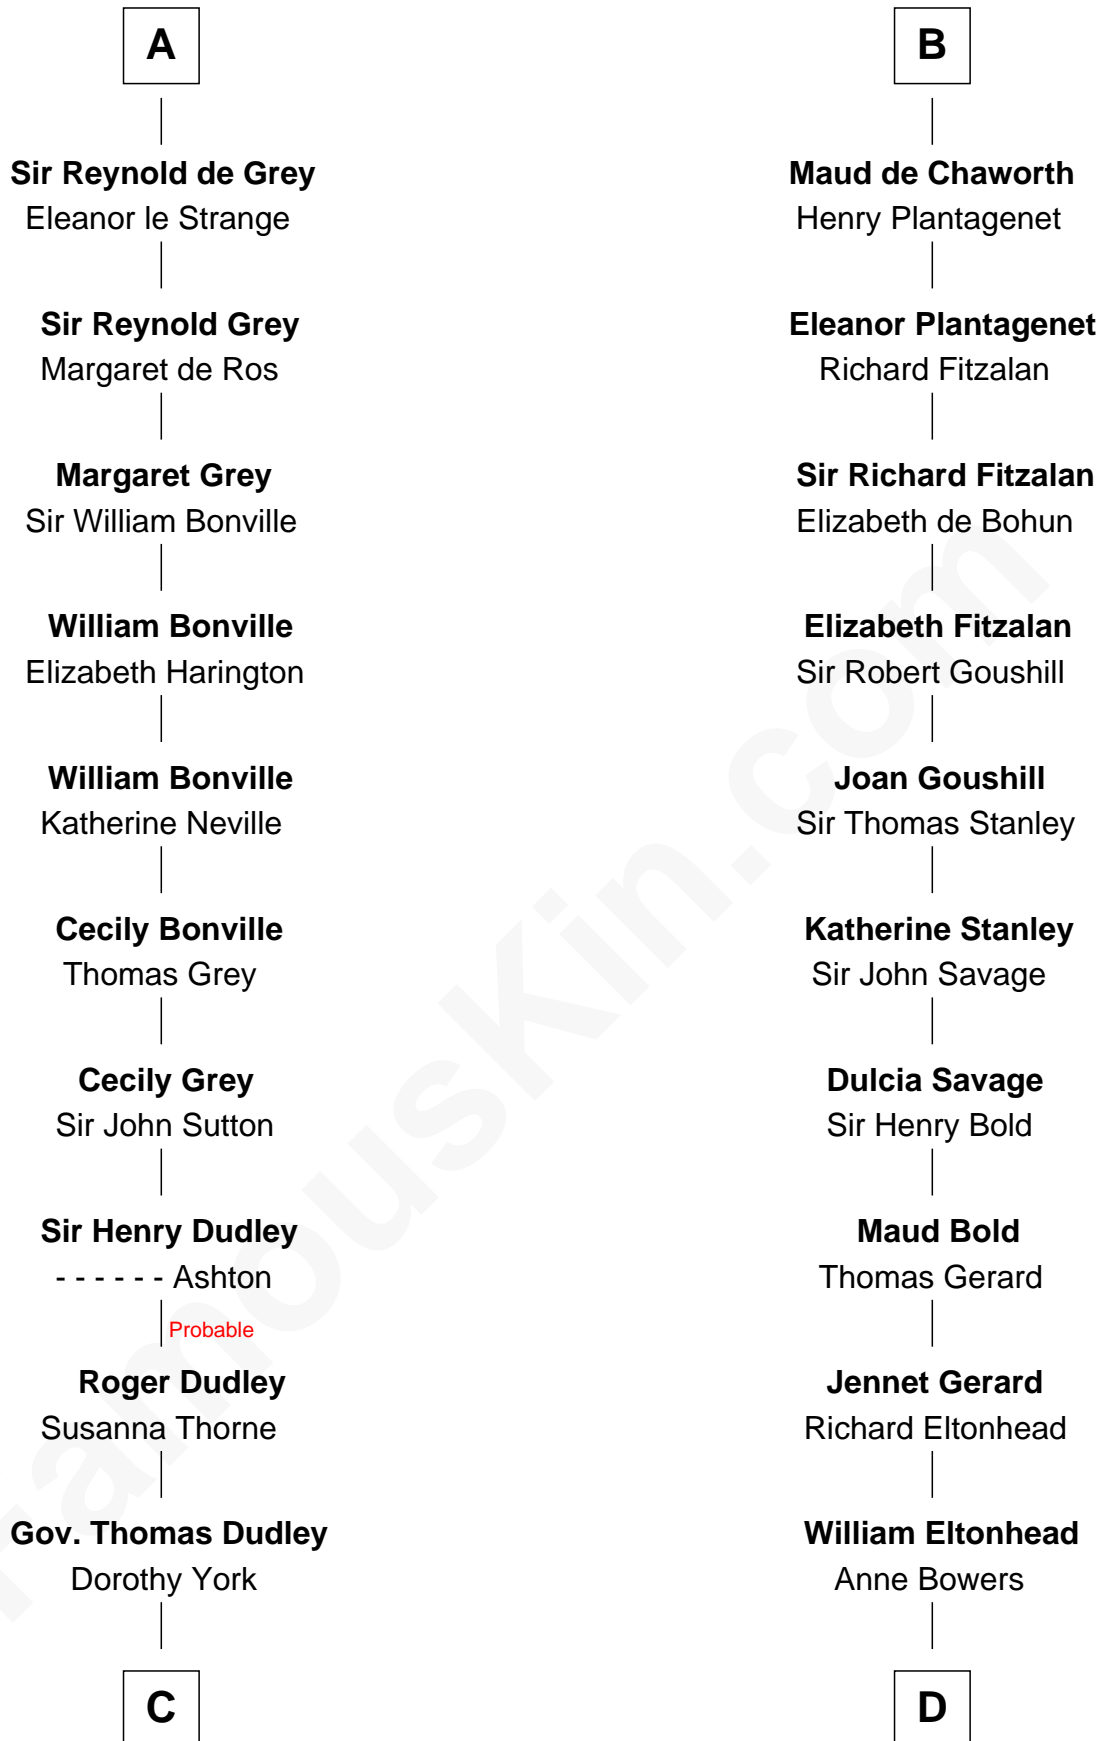 A
Sir Reynold de Grey
Eleanor le Strange
Sir Reynold Grey
Margaret de Ros
Margaret Grey
Sir William Bonville
William Bonville
Elizabeth Harington
William Bonville
Katherine Neville
Cecily Bonville
Thomas Grey
Cecily Grey
Sir John Sutton
Sir Henry Dudley
- - - - - - Ashton
Probable
Roger Dudley
Susanna Thorne
Gov. Thomas Dudley
Dorothy York
C
B
Maud de Chaworth
Henry Plantagenet
Eleanor Plantagenet
Richard Fitzalan
Sir Richard Fitzalan
Elizabeth de Bohun
Elizabeth Fitzalan
Sir Robert Goushill
Joan Goushill
Sir Thomas Stanley
Katherine Stanley
Sir John Savage
Dulcia Savage
Sir Henry Bold
Maud Bold
Thomas Gerard
Jennet Gerard
Richard Eltonhead
William Eltonhead
Anne Bowers
D
FamousKin.com